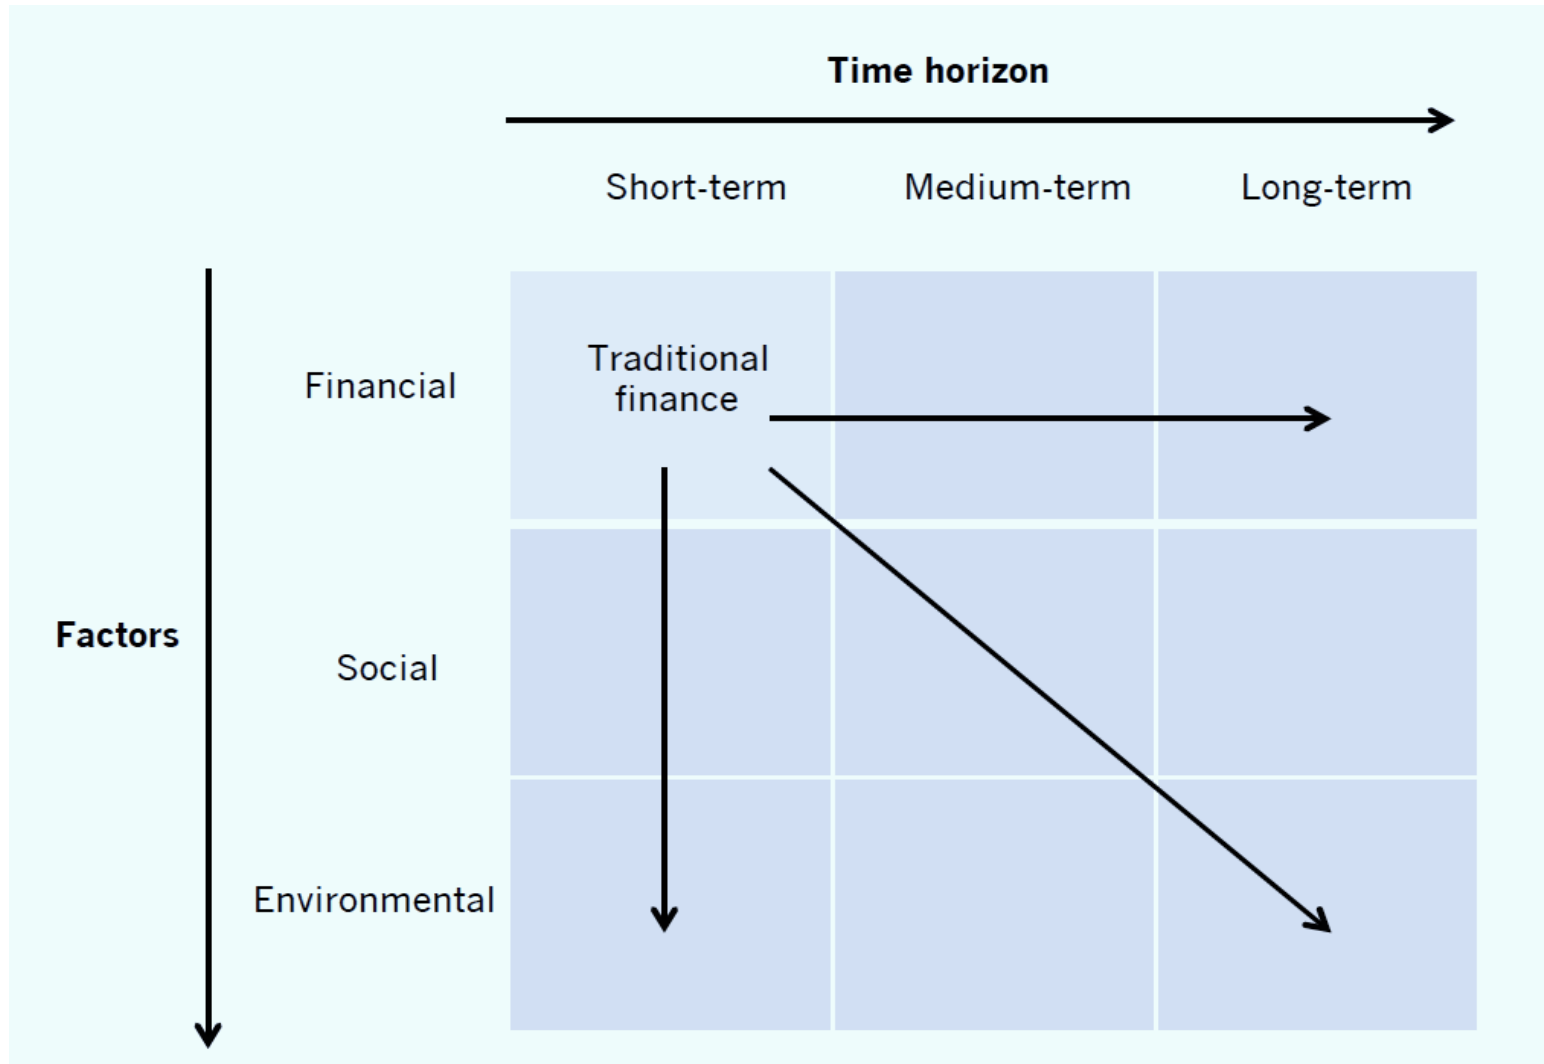 Time horizon
Short-term Medium-term Long-term
Traditional
finance
Financial
Factors
Social
Environmental